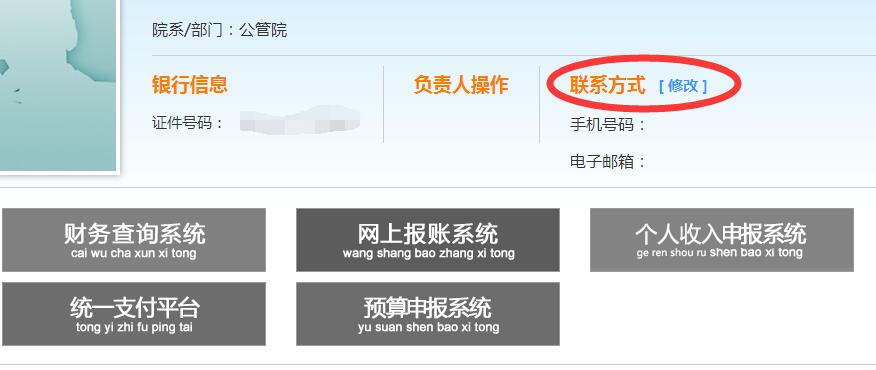 院系/部门：公管院
银行信息
证件号码：
负责人操作
联系方式 [ 修改 ]
手机号码：
电子邮箱：
财务查询系统
cai wu cha xun xi tong
网上报账系统
wang shang bao zhang xi tong
个人收入申报系统
ge ren shou ru shen bao xi tong
统一支付平台
tong yi zhi fu ping tai
预算申报系统
yu suan shen bao xi tong